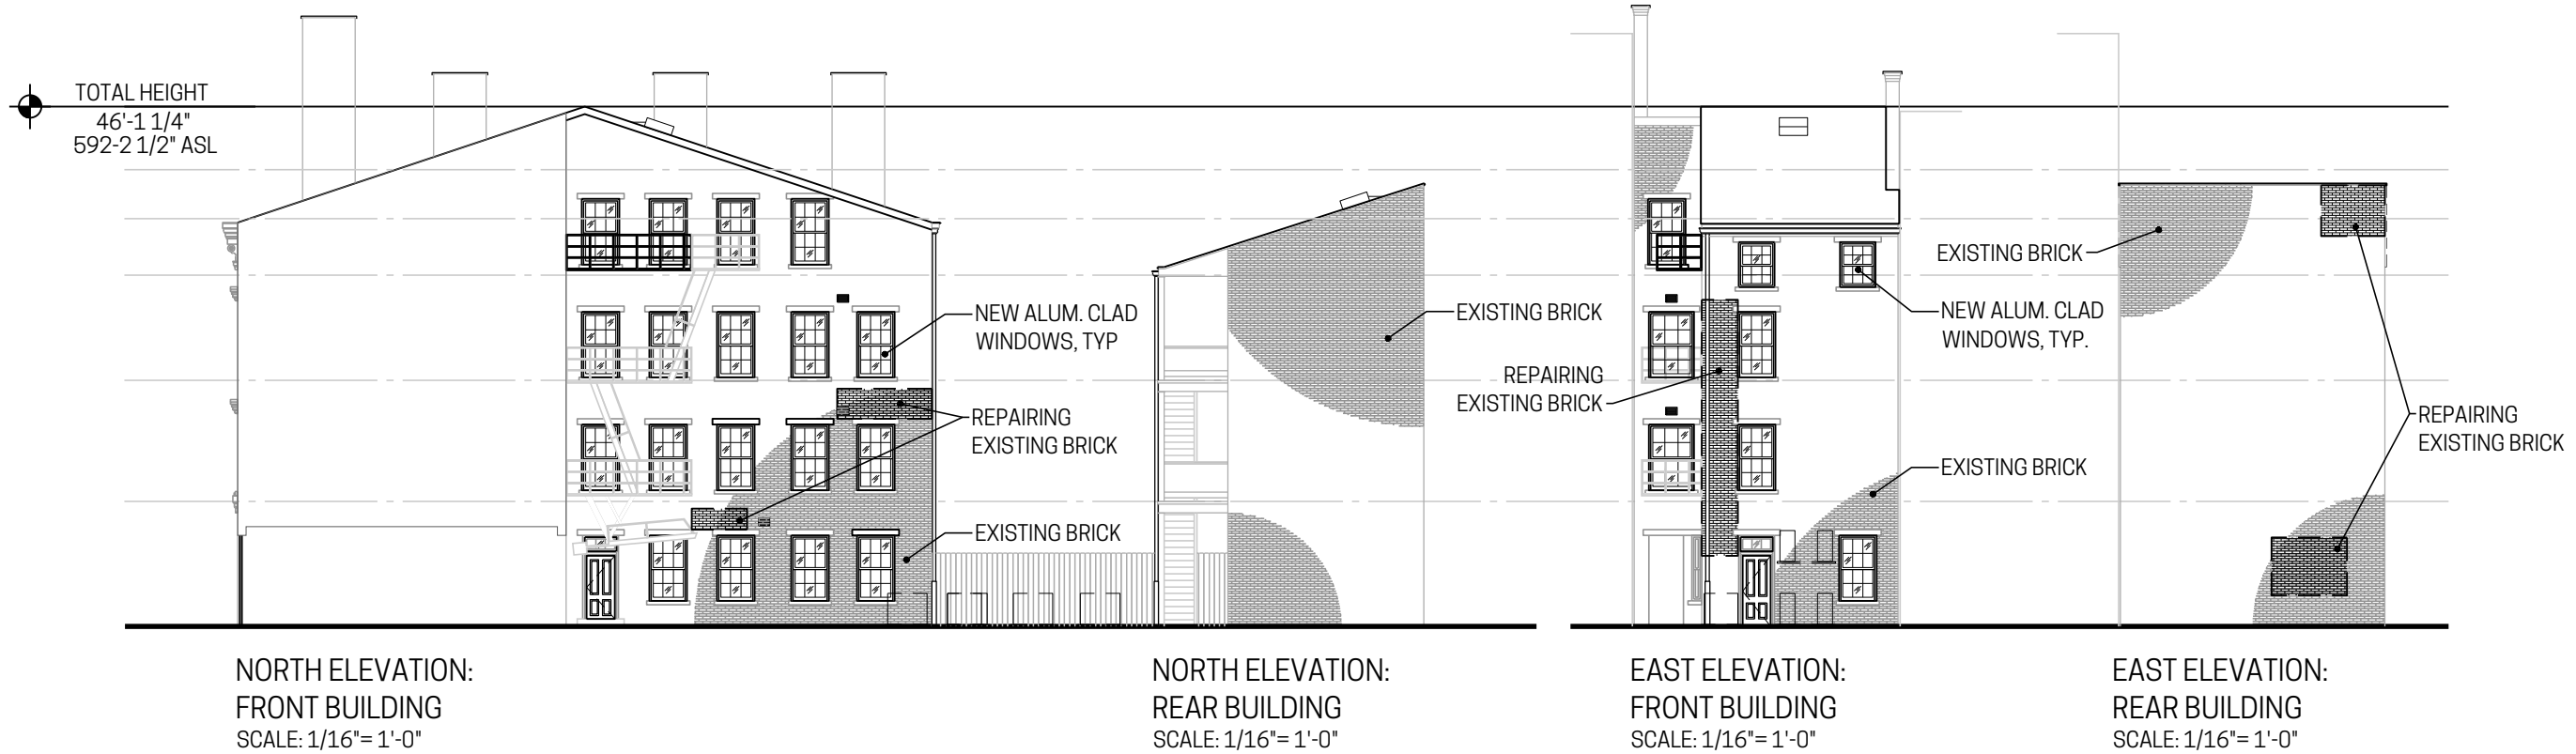 TOTAL HEIGHT
46'-1 1/4"
592-2 1/2" ASL
NEW ALUM. CLAD
WINDOWS, TYP
REPAIRING
EXISTING BRICK
EXISTING BRICK
EXISTING BRICK
REPAIRING
EXISTING BRICK
EXISTING BRICK
NEW ALUM. CLAD
WINDOWS, TYP.
EXISTING BRICK
REPAIRING
EXISTING BRICK
NORTH ELEVATION:
FRONT BUILDING
SCALE: 1/16"= 1'-0"
NORTH ELEVATION:
REAR BUILDING
SCALE: 1/16"= 1'-0"
EAST ELEVATION:
FRONT BUILDING
SCALE: 1/16"= 1'-0"
EAST ELEVATION:
REAR BUILDING
SCALE: 1/16"= 1'-0"